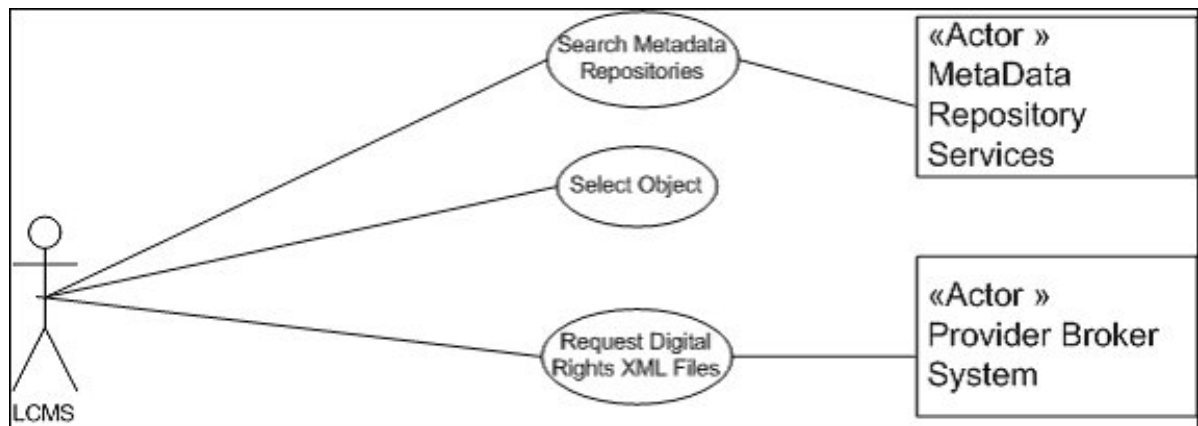 Search Metadata
Repositories
«Actor »
MetaData
Repository
Services
Select Object
LCMS
Request Digital
Rights XML Files
«Actor »
Provider Broker
System